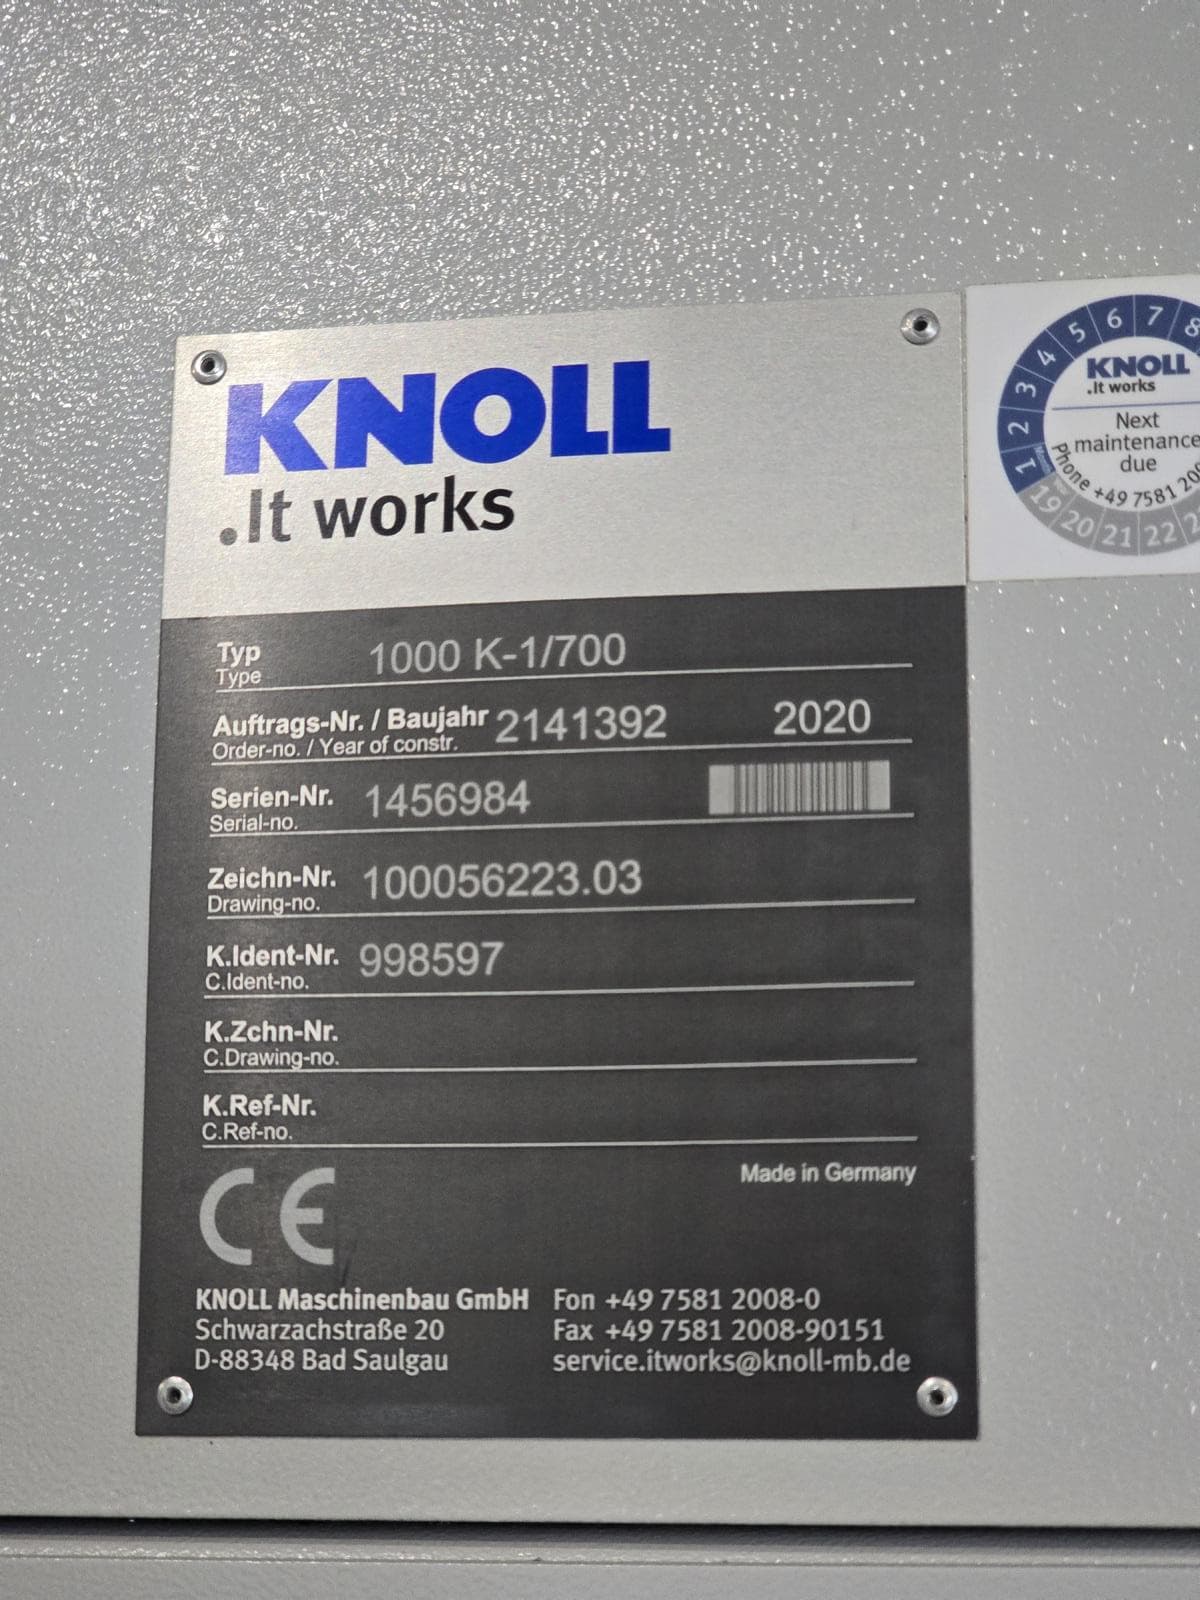 KNOLL
.It works
Typ 1000 K-1/700
Type
Auftrags-Nr. / Baujahr 2141392 2020
Order-no. / Year of constr.
Serien-Nr. 1456984
Serial-no.
Zeichn-Nr. 100056223.03
Drawing-no.
K.Ident-Nr. 998597
C.Ident-no.
K.Zchn-Nr.
C.Drawing-no.
K.Ref-Nr.
C.Ref-no.
Made in Germany
CE
KNOLL Maschinenbau GmbH Fon +49 7581 2008-0
Schwarzachstraße 20 Fax +49 7581 2008-90151
D-88348 Bad Saulgau service.itworks@knoll-mb.de
1 2 3 4 5 6 7 8
KNOLL
.It works
Next
maintenance
due
Phone +49 7581 200
19 20 21 22